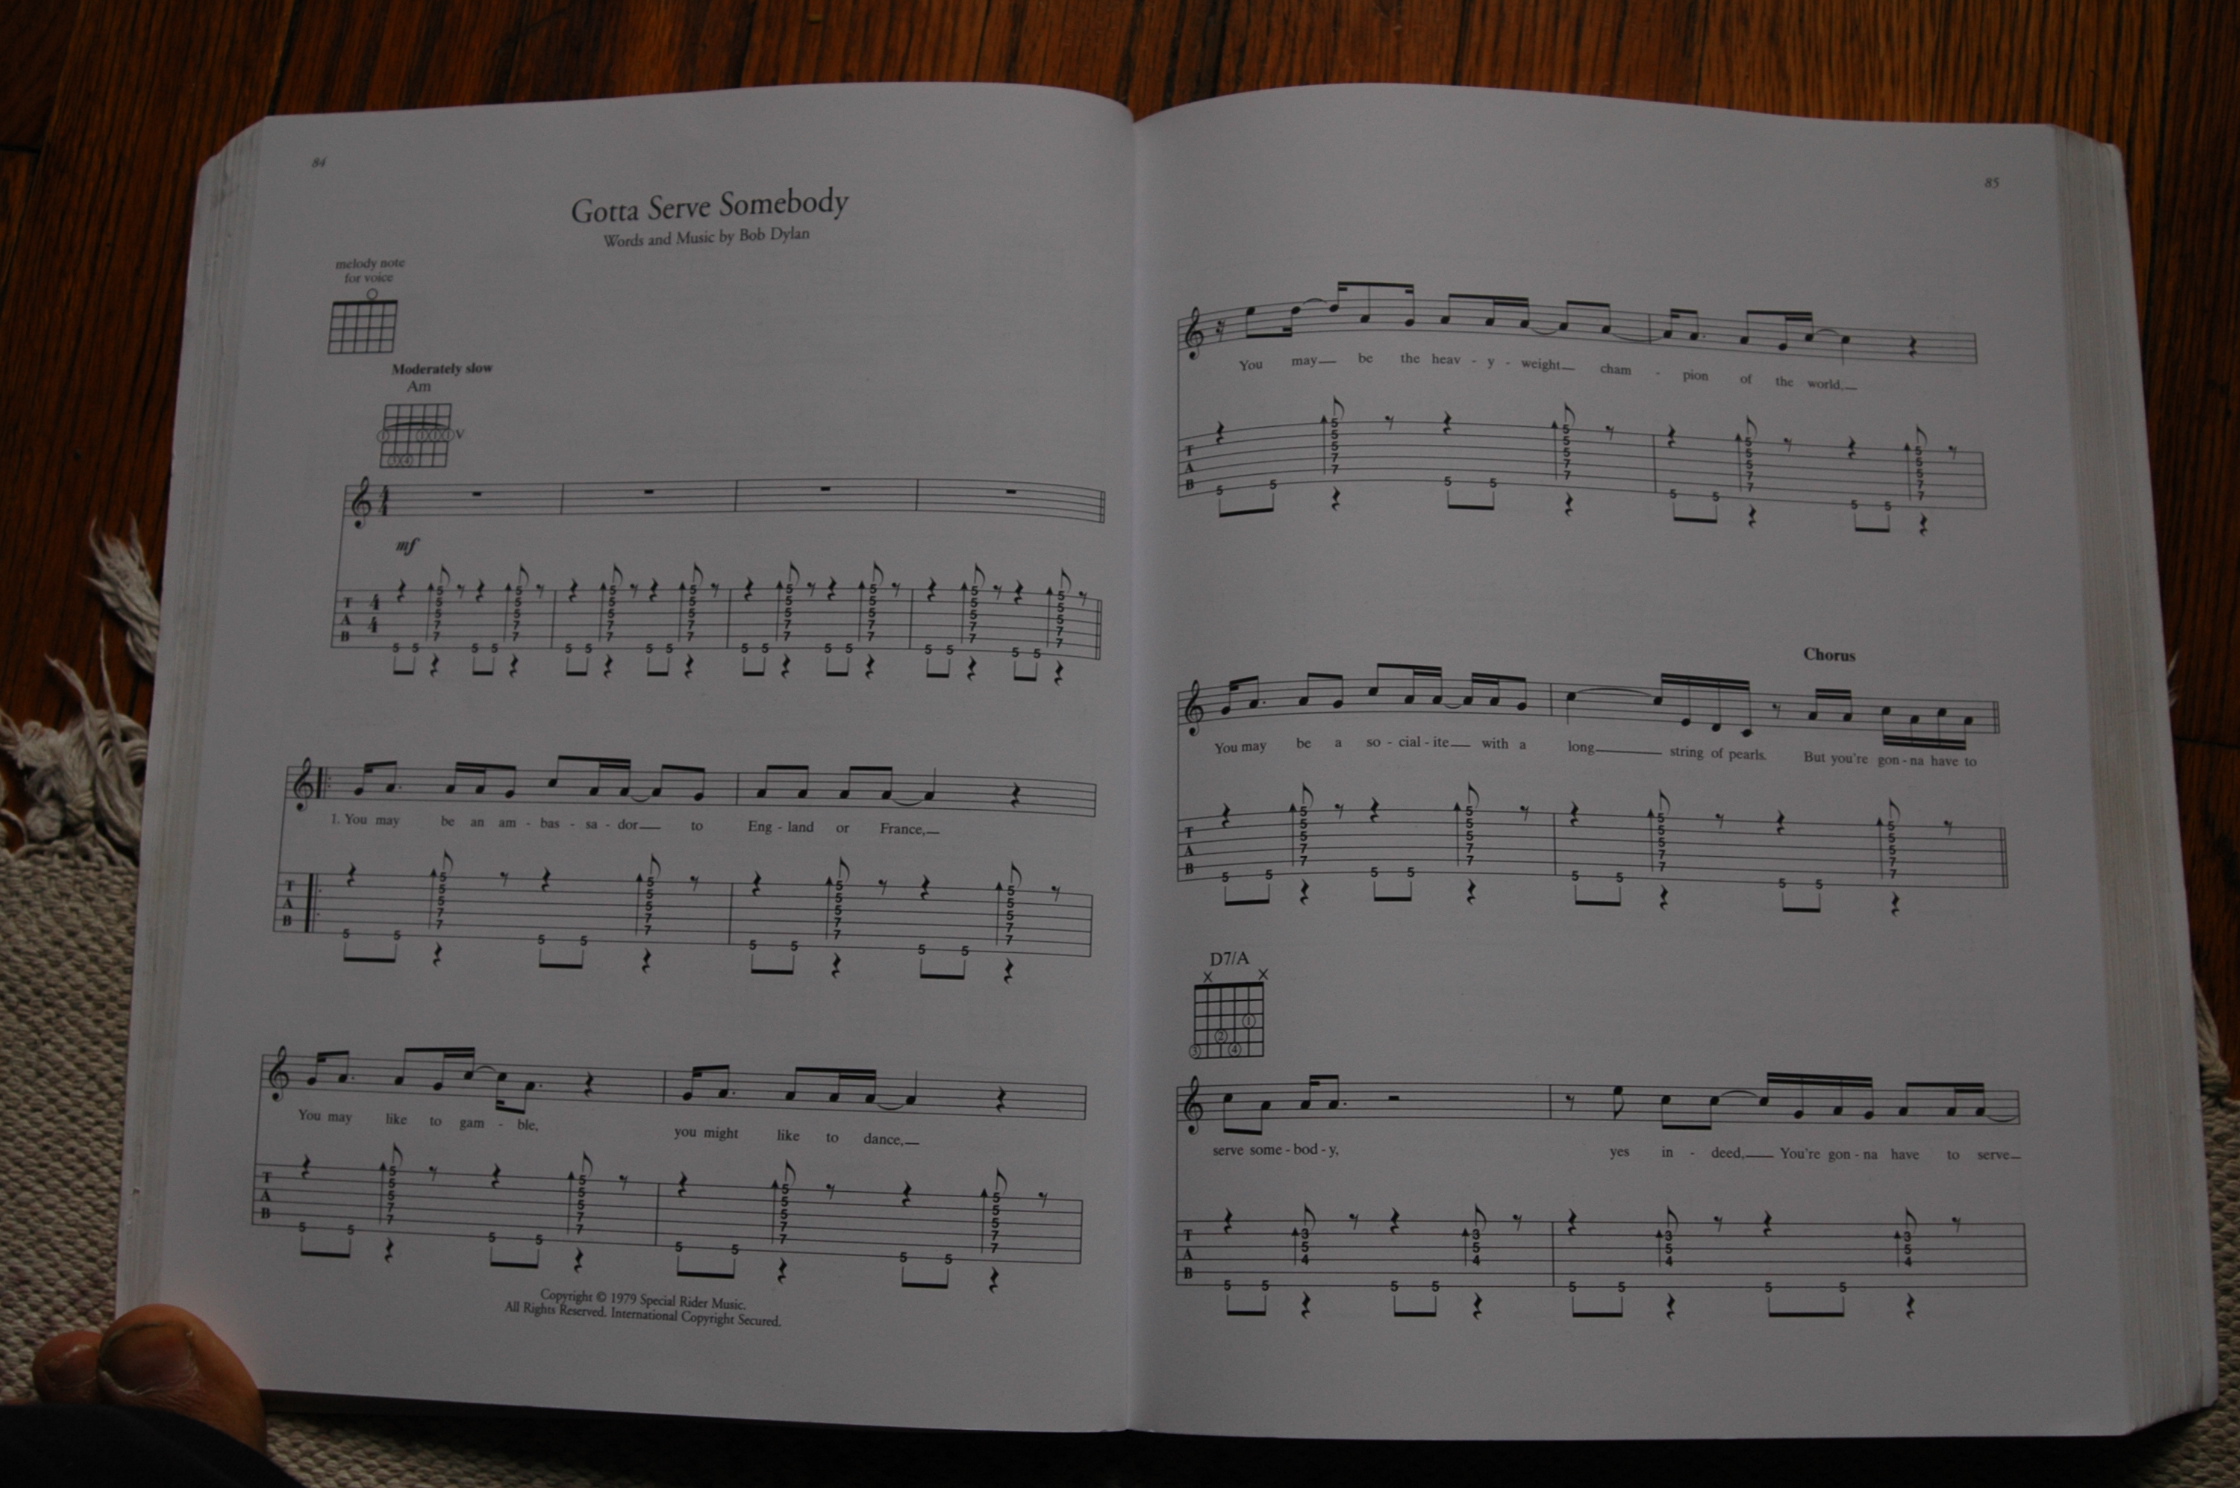 84
Gotta Serve Somebody
Words and Music by Bob Dylan
melody note
for voice
Moderately slow
Am
V
mf
T
A
B
1. You may be an am - bas - sa - dor— to Eng - land or France,—
T
A
B
You may like to gam - ble, you might like to dance,—
T
A
B
Copyright © 1979 Special Rider Music.
All Rights Reserved. International Copyright Secured.
85
You may— be the heav - y - weight— cham - pion of the world.—
T
A
B
Chorus
You may be a so - cial - ite— with a long— string of pearls. But you're gon - na have to
T
A
B
D7/A
serve some - bod - y, yes in - deed,— You're gon - na have to serve—
T
A
B